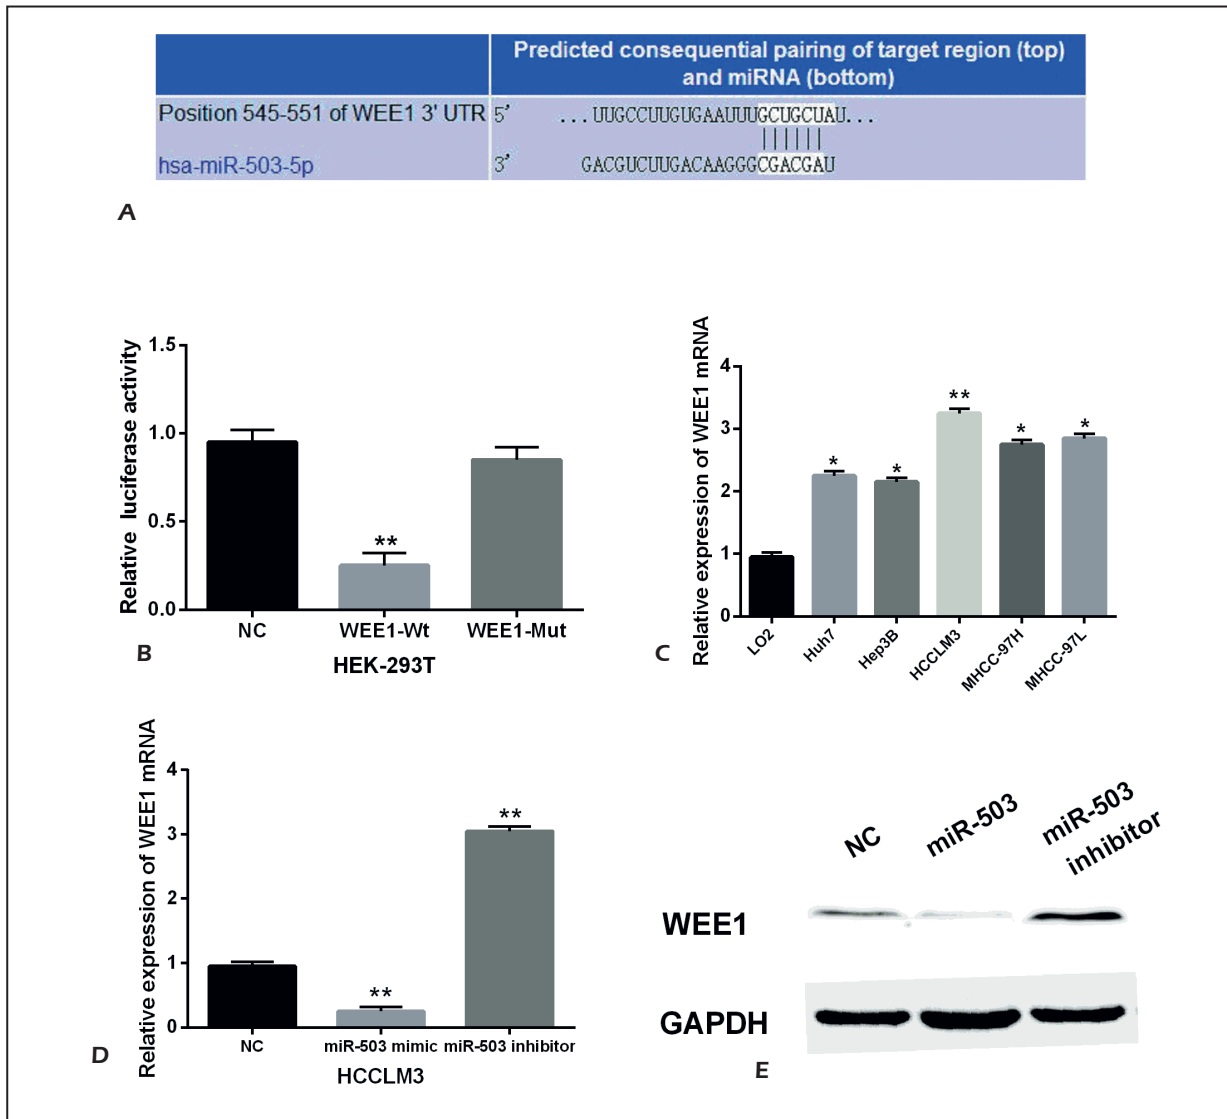 Predicted consequential pairing of target region (top)
and miRNA (bottom)
Position 545-551 of WEE1 3' UTR 5' ...UUGCCUUGUGAAUUUGCUGCUAU...
hsa-miR-503-5p 3' GACGUCUUGACAAGGGCGACGAU
A
Relative luciferase activity
1.5
1.0
0.5
0.0
**
NC WEE1-Wt WEE1-Mut
HEK-293T
B
Relative expression of WEE1 mRNA
4
3
2
1
0
* * ** * *
LO2 Huh7 Hep3B HCCLM3 MHCC-97H MHCC-97L
C
Relative expression of WEE1 mRNA
4
3
2
1
0
** **
NC miR-503 mimic miR-503 inhibitor
HCCLM3
D
NC miR-503 miR-503
inhibitor
WEE1
GAPDH
E